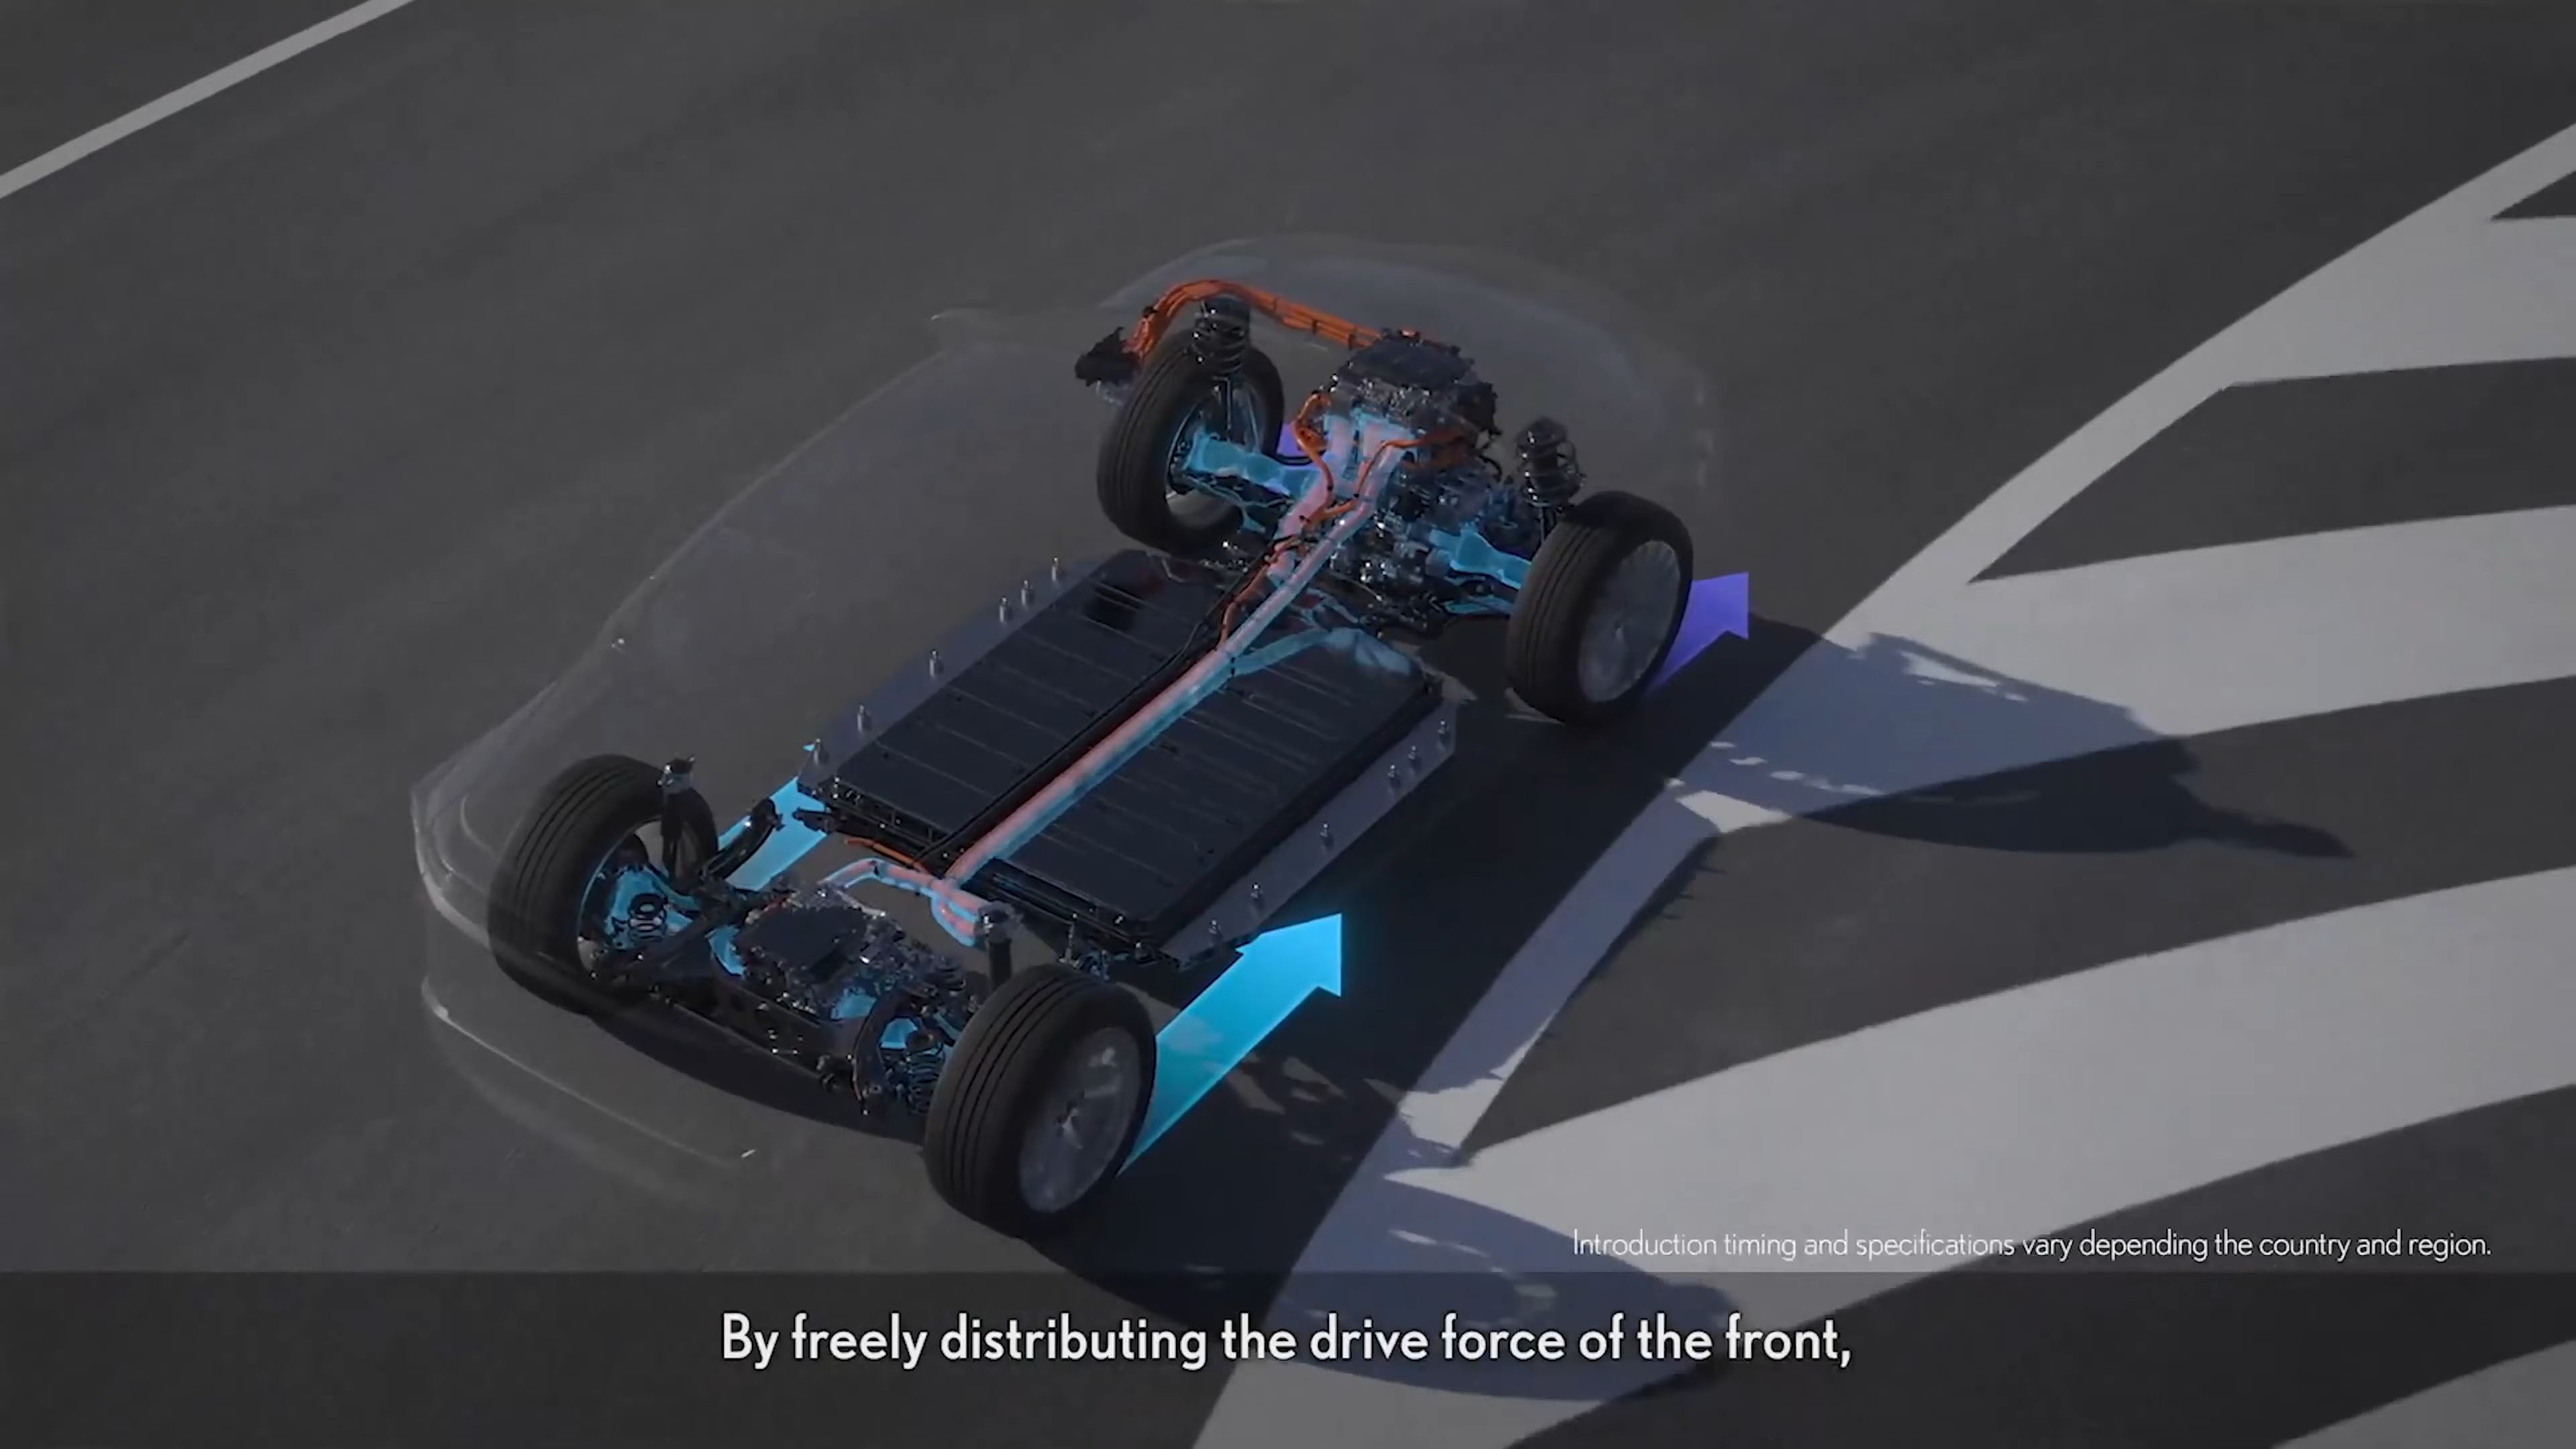 Introduction timing and specifications vary depending the country and region.
By freely distributing the drive force of the front,